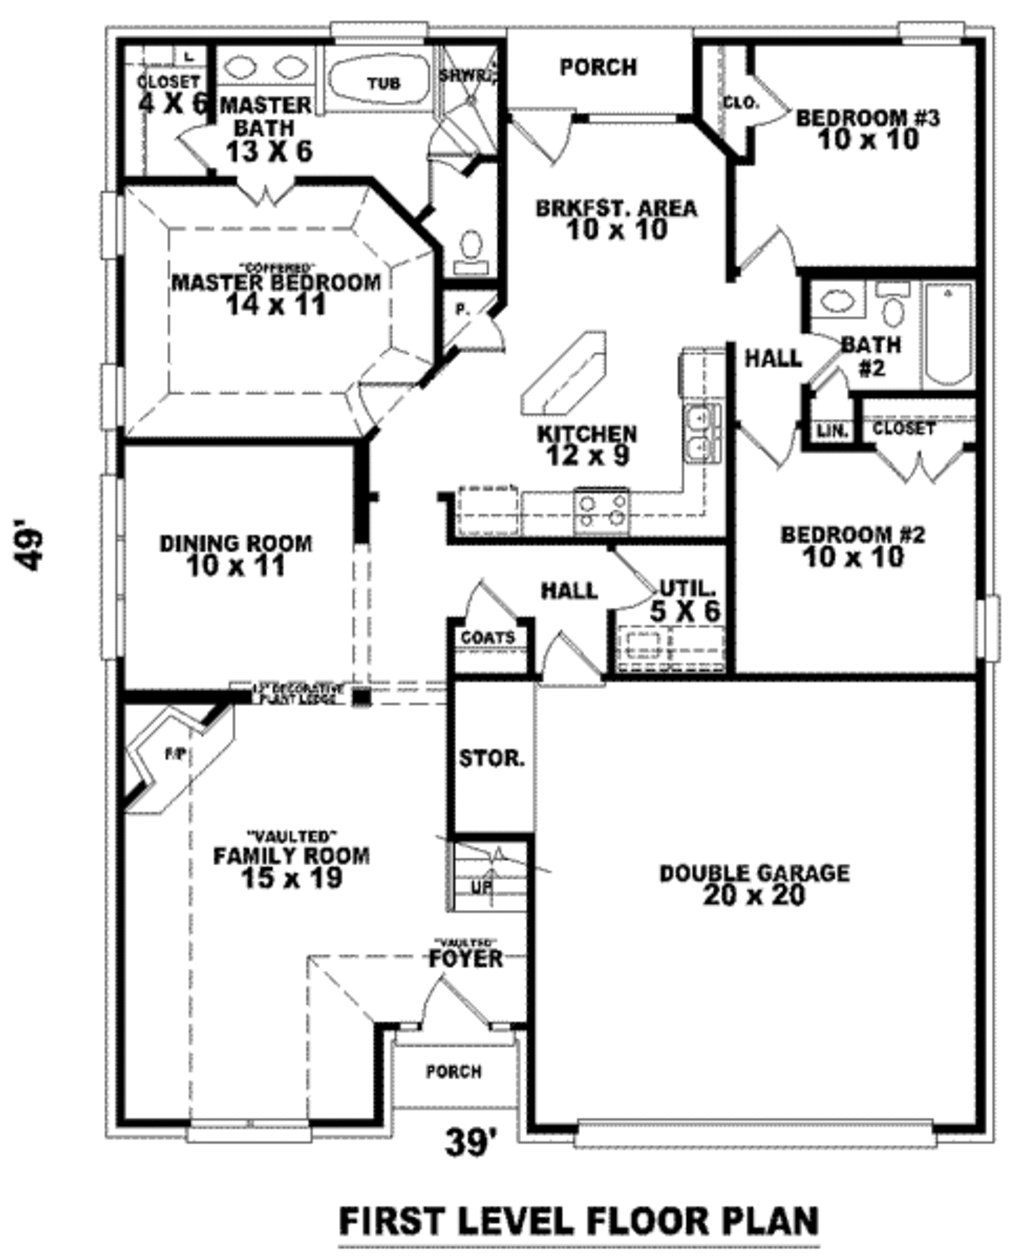 L
CLOSET
4 X 6
MASTER
BATH
13 X 6
TUB
SHWR.
PORCH
CLO.
BEDROOM #3
10 x 10
BRKFST. AREA
10 x 10
"COFFERED"
MASTER BEDROOM
14 x 11
P.
HALL
BATH
#2
LIN.
CLOSET
KITCHEN
12 x 9
49'
DINING ROOM
10 x 11
BEDROOM #2
10 x 10
HALL
UTIL.
5 X 6
COATS
12" DECORATIVE
PLANT LEDGE
F/P
STOR.
"VAULTED"
FAMILY ROOM
15 x 19
UP
DOUBLE GARAGE
20 x 20
"VAULTED"
FOYER
PORCH
39'
FIRST LEVEL FLOOR PLAN